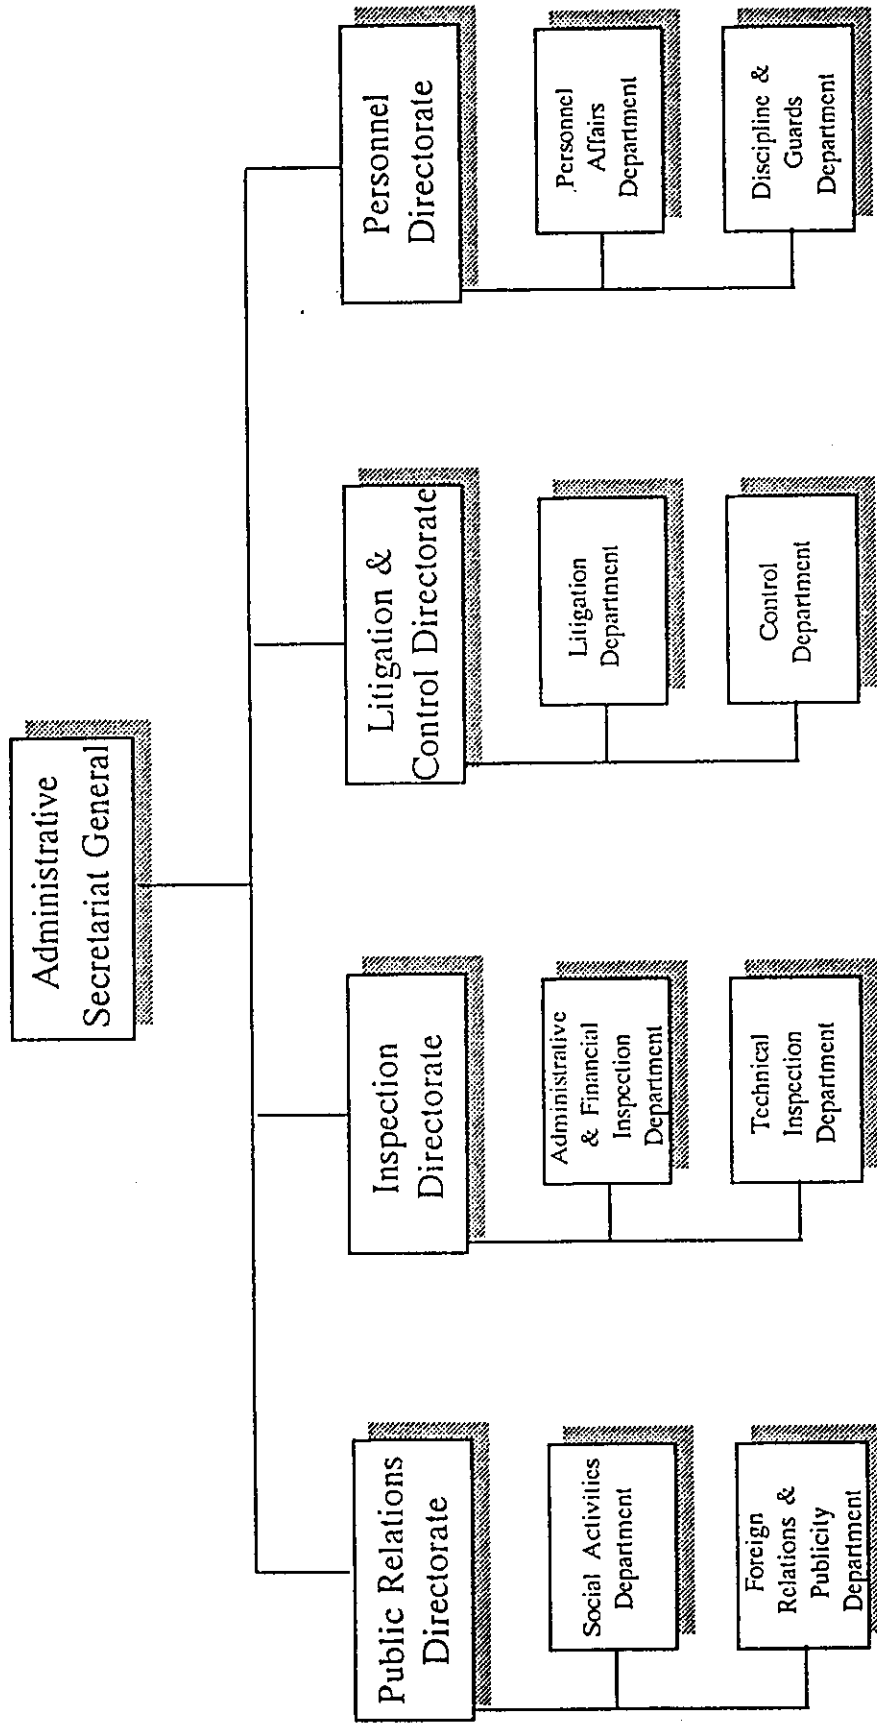 Administrative
Secretariat General
Public Relations
Directorate
Social Activities
Department
Foreign
Relations &
Publicity
Department
Inspection
Directorate
Administrative
& Financial
Inspection
Department
Technical
Inspection
Department
Litigation &
Control Directorate
Litigation
Department
Control
Department
Personnel
Directorate
Personnel
Affairs
Department
Discipline &
Guards
Department